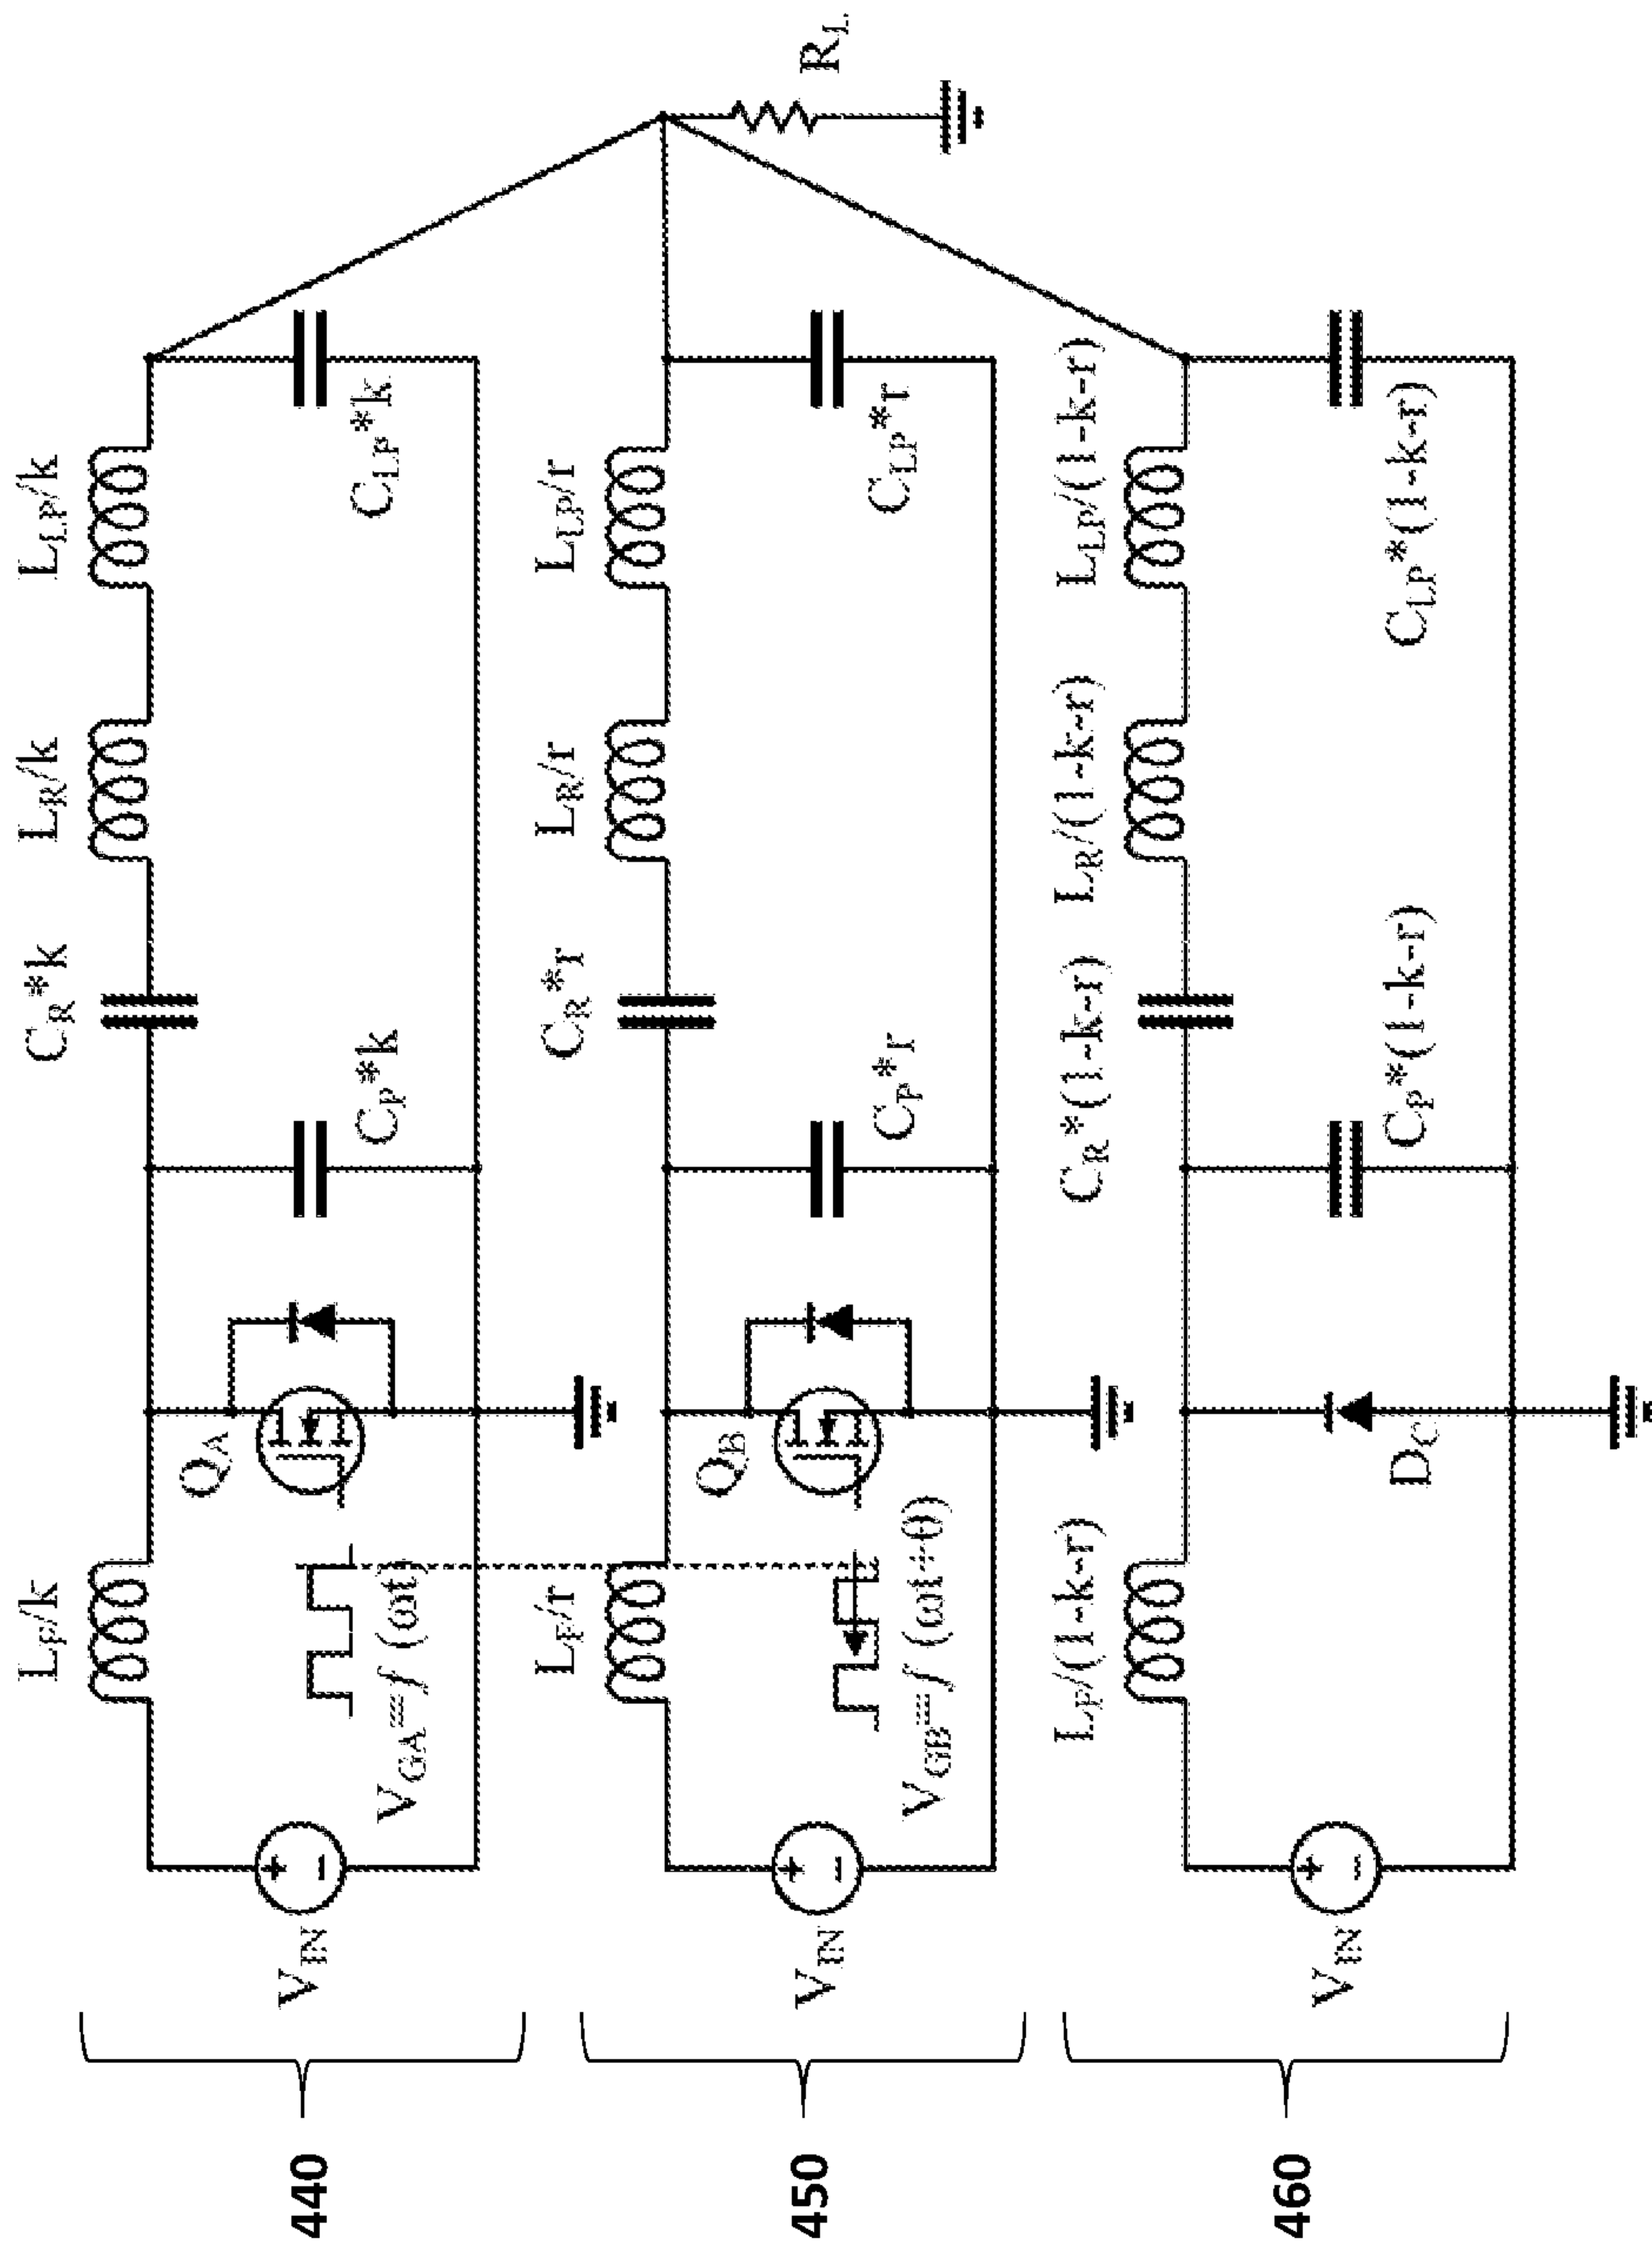 440
V_IN
L_F/k
V_GA=f (ωt)
Q_A
C_P*k
C_R*k
L_R/k
L_LP/k
C_LP*k
450
V_IN
L_F/r
V_GB=f (ωt+θ)
Q_B
C_P*r
C_R*r
L_R/r
L_LP/r
C_LP*r
R_L
460
V_IN
L_F/(1-k-r)
D_C
C_P*(1-k-r)
C_R*(1-k-r)
L_R/(1-k-r)
L_LP/(1-k-r)
C_LP*(1-k-r)